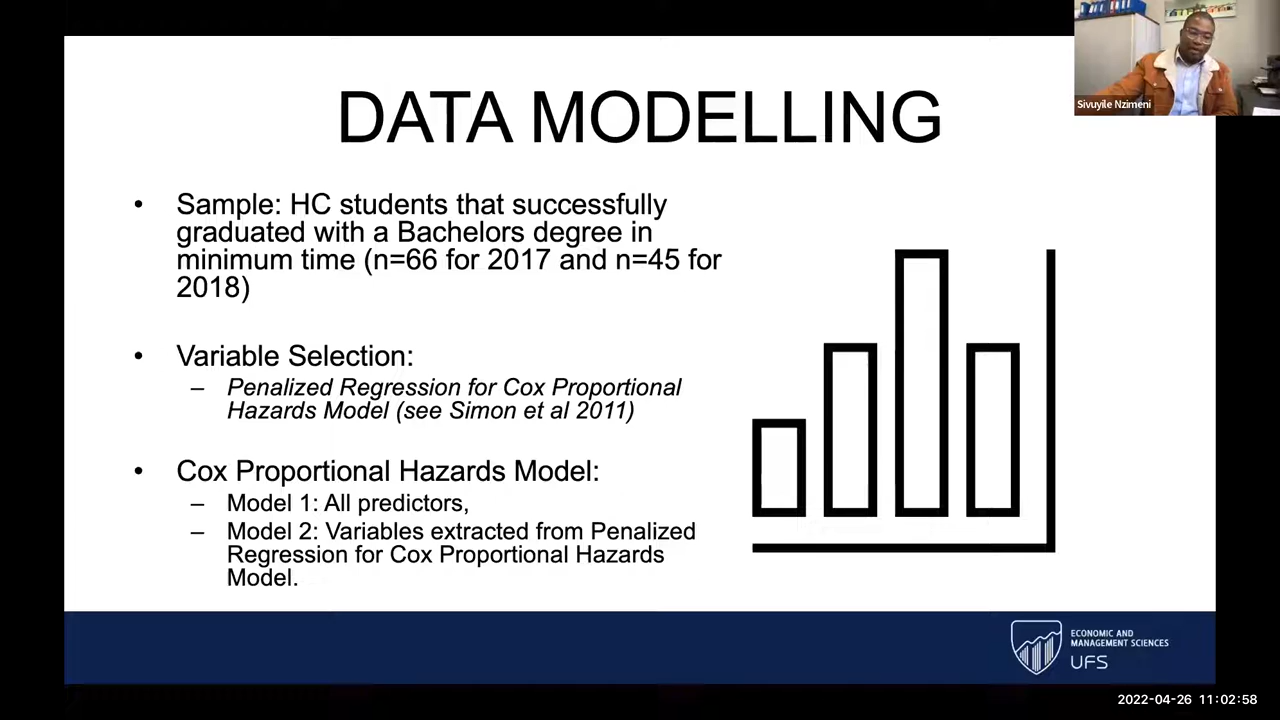 DATA MODELLING
Sivuyile Nzimeni
• Sample: HC students that successfully
graduated with a Bachelors degree in
minimum time (n=66 for 2017 and n=45 for
2018)
• Variable Selection:
– Penalized Regression for Cox Proportional
Hazards Model (see Simon et al 2011)
• Cox Proportional Hazards Model:
– Model 1: All predictors,
– Model 2: Variables extracted from Penalized
Regression for Cox Proportional Hazards
Model.
ECONOMIC AND
MANAGEMENT SCIENCES
UFS
2022-04-26 11:02:58